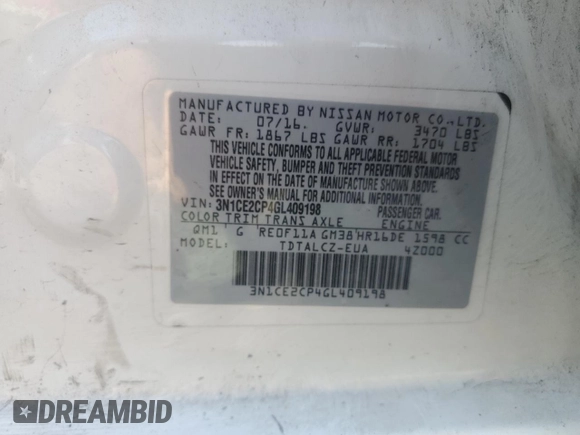 MANUFACTURED BY NISSAN MOTOR CO.,LTD.
DATE: 07/16. GVWR: 3470 LBS
GAWR FR: 1867 LBS GAWR RR: 1704 LBS
THIS VEHICLE CONFORMS TO ALL APPLICABLE FEDERAL MOTOR
VEHICLE SAFETY, BUMPER AND THEFT PREVENTION STANDARDS
IN EFFECT ON THE DATE OF MANUFACTURE SHOWN ABOVE.
SEE OWNER'S MANUAL FOR ADDITIONAL INFORMATION.
VIN: 3N1CE2CP4GL409198 PASSENGER CAR.
COLOR TRIM TRANS AXLE ENGINE
QM1 G RE0F11A GM38 HR16DE 1598 CC
MODEL: TDTALCZ-EUA 4Z000
3N1CE2CP4GL409198
DREAMBID